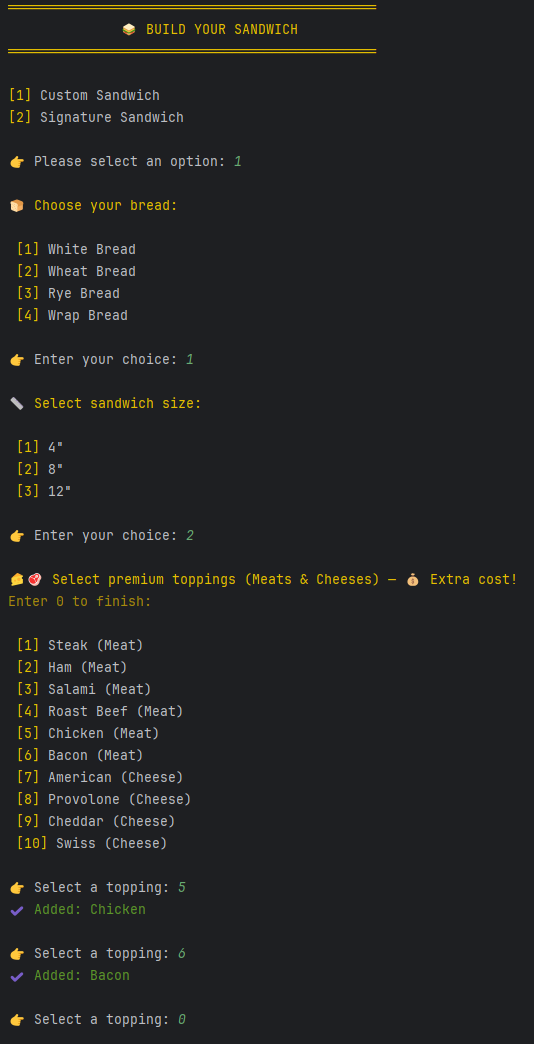 🥪 BUILD YOUR SANDWICH
[1] Custom Sandwich
[2] Signature Sandwich
👉 Please select an option: 1
🍞 Choose your bread:
[1] White Bread
[2] Wheat Bread
[3] Rye Bread
[4] Wrap Bread
👉 Enter your choice: 1
📏 Select sandwich size:
[1] 4"
[2] 8"
[3] 12"
👉 Enter your choice: 2
🧀🥩 Select premium toppings (Meats & Cheeses) — 💰 Extra cost!
Enter 0 to finish:
[1] Steak (Meat)
[2] Ham (Meat)
[3] Salami (Meat)
[4] Roast Beef (Meat)
[5] Chicken (Meat)
[6] Bacon (Meat)
[7] American (Cheese)
[8] Provolone (Cheese)
[9] Cheddar (Cheese)
[10] Swiss (Cheese)
👉 Select a topping: 5
✔ Added: Chicken
👉 Select a topping: 6
✔ Added: Bacon
👉 Select a topping: 0